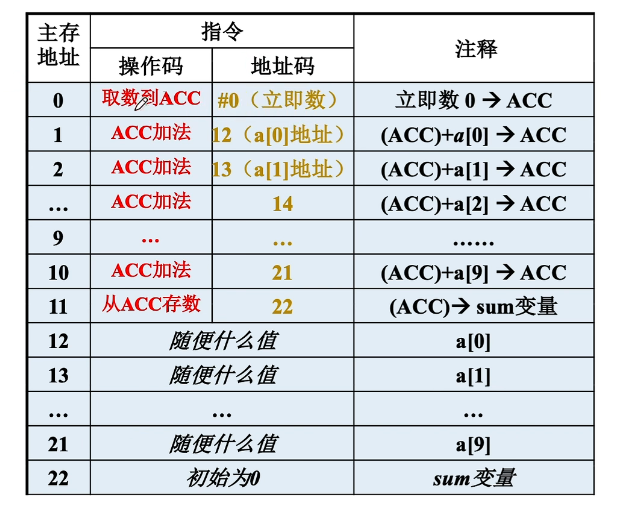 主存地址 指令 注释
操作码 地址码
0 取数到ACC #0（立即数） 立即数 0 → ACC
1 ACC加法 12（a[0]地址） (ACC)+a[0] → ACC
2 ACC加法 13（a[1]地址） (ACC)+a[1] → ACC
... ACC加法 14 (ACC)+a[2] → ACC
9 ... ... ......
10 ACC加法 21 (ACC)+a[9] → ACC
11 从ACC存数 22 (ACC)→ sum变量
12 随便什么值 a[0]
13 随便什么值 a[1]
... ... ...
21 随便什么值 a[9]
22 初始为0 sum变量